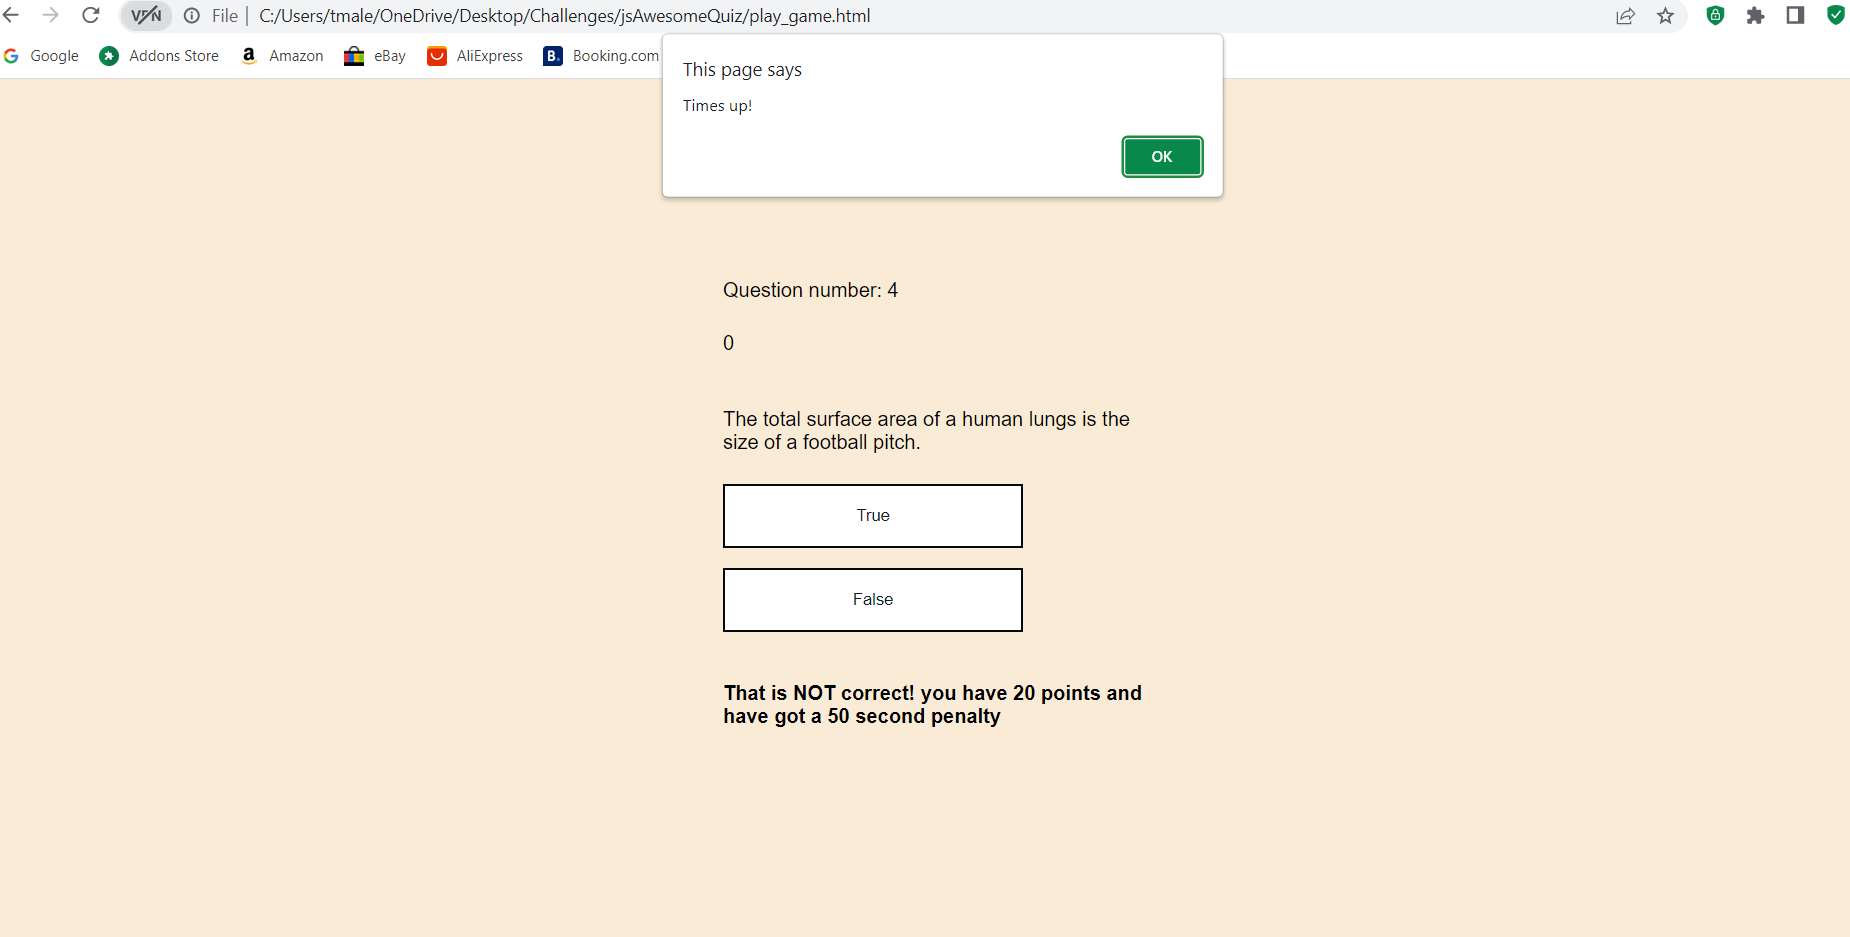 VPN File C:/Users/tmale/OneDrive/Desktop/Challenges/jsAwesomeQuiz/play_game.html
Google Addons Store a Amazon eBay AliExpress B. Booking.com
This page says
Times up!
OK
Question number: 4
0
The total surface area of a human lungs is the
size of a football pitch.
True
False
That is NOT correct! you have 20 points and
have got a 50 second penalty